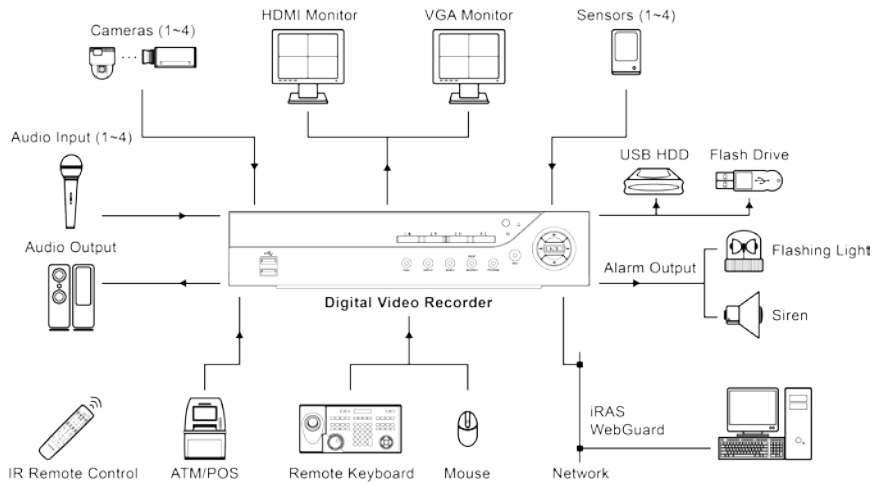 HDMI Monitor
VGA Monitor
Sensors (1~4)
Cameras (1~4)
Audio Input (1~4)
USB HDD
Flash Drive
Audio Output
Flashing Light
Alarm Output
Digital Video Recorder
Siren
iRAS
WebGuard
IR Remote Control
ATM/POS
Remote Keyboard
Mouse
Network